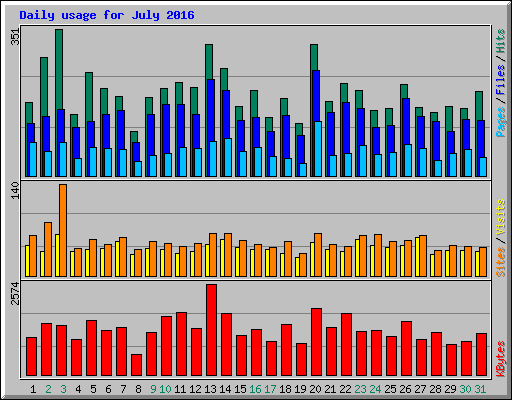 Daily usage for July 2016
351
Pages / Files / Hits
140
Sites / Visits
2574
KBytes
1 2 3 4 5 6 7 8 9 10 11 12 13 14 15 16 17 18 19 20 21 22 23 24 25 26 27 28 29 30 31